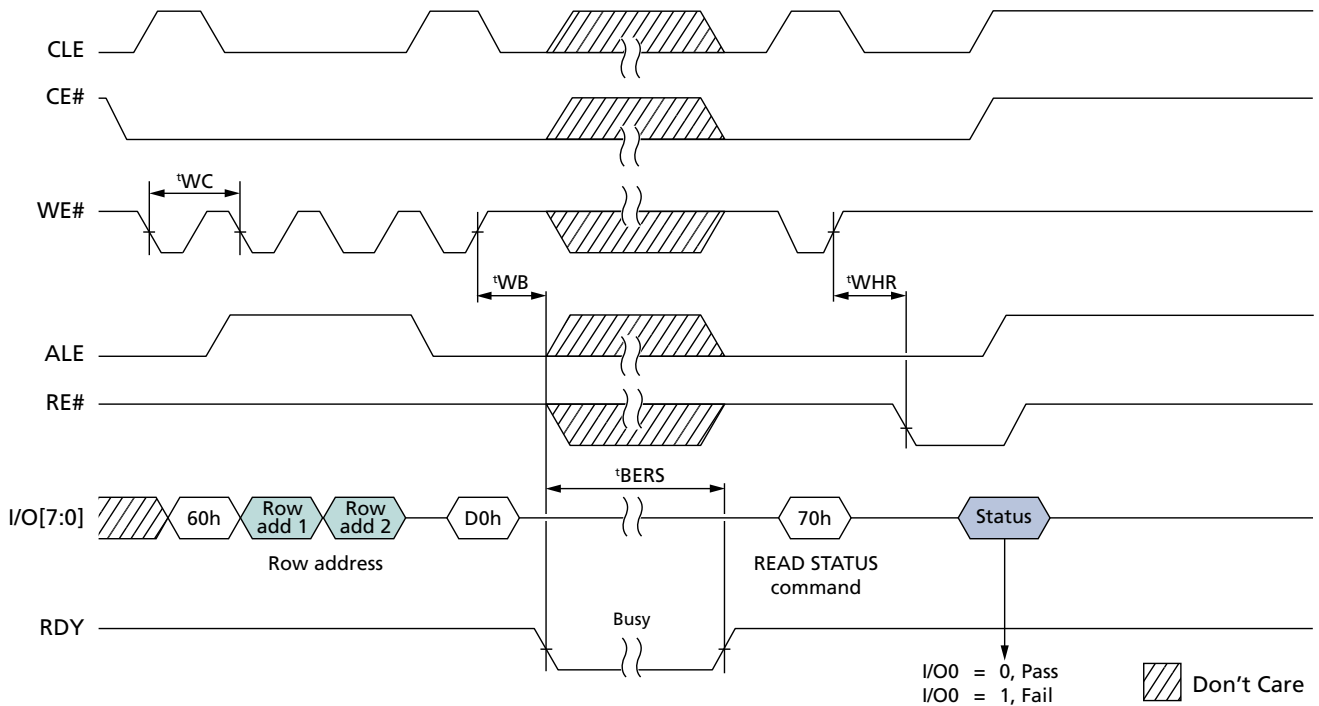 CLE
CE#
tWC
WE#
tWB
tWHR
ALE
RE#
tBERS
I/O[7:0]
60h
Row
add 1
Row
add 2
D0h
70h
Status
Row address
READ STATUS
command
RDY
Busy
I/O0 = 0, Pass
I/O0 = 1, Fail
Don't Care